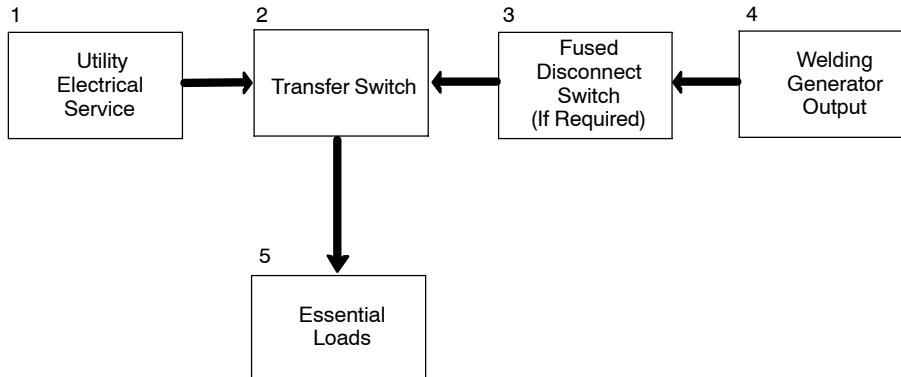 1
Utility
Electrical
Service
2
Transfer Switch
3
Fused
Disconnect
Switch
(If Required)
4
Welding
Generator
Output
5
Essential
Loads